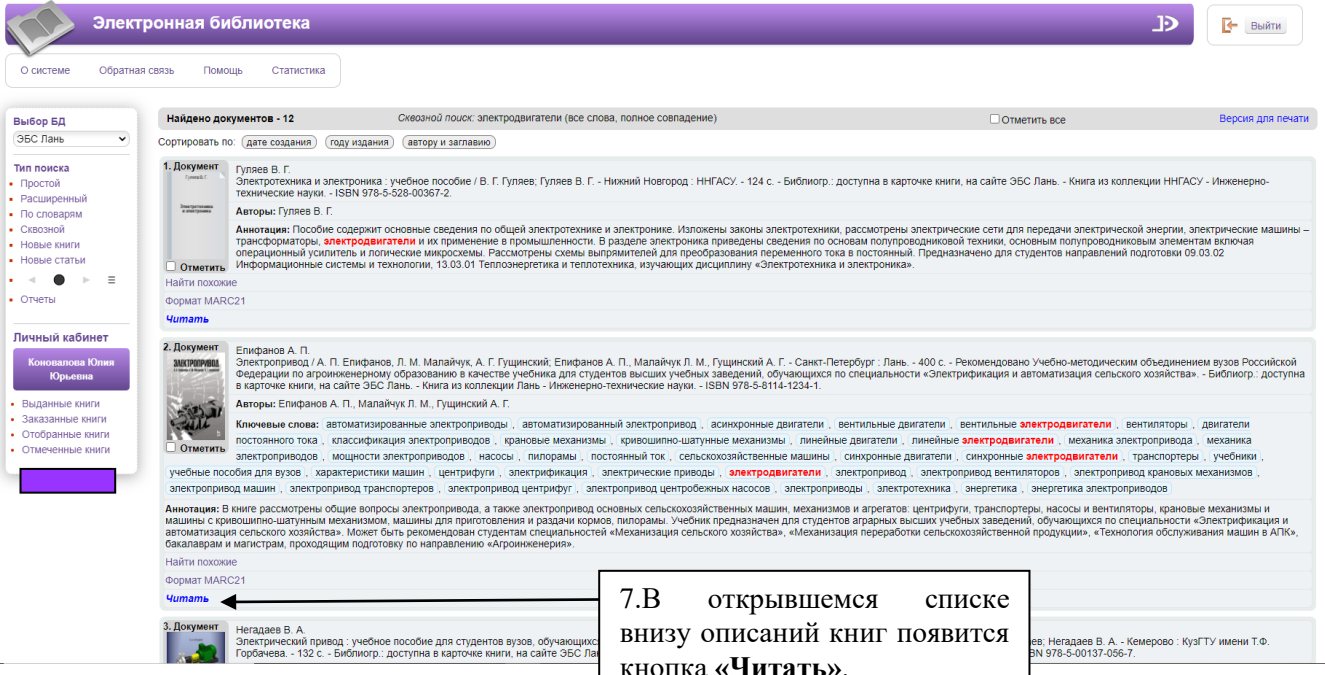 Электронная библиотека
Выйти
О системе Обратная связь Помощь Статистика
Выбор БД
ЭБС Лань
Тип поиска
Простой
Расширенный
По словарям
Сквозной
Новые книги
Новые статьи
Отчеты
Личный кабинет
Коновалова Юлия
Юрьевна
Выданные книги
Заказанные книги
Отобранные книги
Отмеченные книги
Найдено документов - 12 Сквозной поиск: электродвигатели (все слова, полное совпадение) Отметить все Версия для печати
Сортировать по: дате создания году издания автору и заглавию
1. Документ
Гуляев В. Г.
Электротехника и электроника
Отметить
Гуляев В. Г.
Электротехника и электроника : учебное пособие / В. Г. Гуляев; Гуляев В. Г. - Нижний Новгород : ННГАСУ. - 124 с. - Библиогр.: доступна в карточке книги, на сайте ЭБС Лань. - Книга из коллекции ННГАСУ - Инженерно-
технические науки. - ISBN 978-5-528-00367-2.
Авторы: Гуляев В. Г.
Аннотация: Пособие содержит основные сведения по общей электротехнике и электронике. Изложены законы электротехники, рассмотрены электрические сети для передачи электрической энергии, электрические машины –
трансформаторы, электродвигатели и их применение в промышленности. В разделе электроника приведены сведения по основам полупроводниковой техники, основным полупроводниковым элементам включая
операционный усилитель и логические микросхемы. Рассмотрены схемы выпрямителей для преобразования переменного тока в постоянный. Предназначено для студентов направлений подготовки 09.03.02
Информационные системы и технологии, 13.03.01 Теплоэнергетика и теплотехника, изучающих дисциплину «Электротехника и электроника».
Найти похожие
Формат MARC21
Читать
2. Документ
ЭЛЕКТРОПРИВОД
Отметить
Епифанов А. П.
Электропривод / А. П. Епифанов, Л. М. Малайчук, А. Г. Гущинский; Епифанов А. П., Малайчук Л. М., Гущинский А. Г. - Санкт-Петербург : Лань. - 400 с. - Рекомендовано Учебно-методическим объединением вузов Российской
Федерации по агроинженерному образованию в качестве учебника для студентов высших учебных заведений, обучающихся по специальности «Электрификация и автоматизация сельского хозяйства». - Библиогр.: доступна
в карточке книги, на сайте ЭБС Лань. - Книга из коллекции Лань - Инженерно-технические науки. - ISBN 978-5-8114-1234-1.
Авторы: Епифанов А. П., Малайчук Л. М., Гущинский А. Г.
Ключевые слова: автоматизированные электроприводы , автоматизированный электропривод , асинхронные двигатели , вентильные двигатели , вентильные электродвигатели , вентиляторы , двигатели
постоянного тока , классификация электроприводов , крановые механизмы , кривошипно-шатунные механизмы , линейные двигатели , линейные электродвигатели , механика электропривода , механика
электроприводов , мощности электроприводов , насосы , пилорамы , постоянный ток , сельскохозяйственные машины , синхронные двигатели , синхронные электродвигатели , транспортеры , учебники ,
учебные пособия для вузов , характеристики машин , центрифуги , электрификация , электрические приводы , электродвигатели , электропривод , электропривод вентиляторов , электропривод крановых механизмов ,
электропривод машин , электропривод транспортеров , электропривод центрифуг , электропривод центробежных насосов , электроприводы , электротехника , энергетика , энергетика электроприводов
Аннотация: В книге рассмотрены общие вопросы электропривода, а также электропривод основных сельскохозяйственных машин, механизмов и агрегатов: центрифуги, транспортеры, насосы и вентиляторы, крановые механизмы и
машины с кривошипно-шатунным механизмом, машины для приготовления и раздачи кормов, пилорамы. Учебник предназначен для студентов аграрных высших учебных заведений, обучающихся по специальности «Электрификация и
автоматизация сельского хозяйства». Может быть рекомендован студентам специальностей «Механизация сельского хозяйства», «Механизация переработки сельскохозяйственной продукции», «Технология обслуживания машин в АПК»,
бакалаврам и магистрам, проходящим подготовку по направлению «Агроинженерия».
Найти похожие
Формат MARC21
Читать
7.В открывшемся списке
внизу описаний книг появится
кнопка «Читать».
3. Документ
Негадаев В. А.
Электрический привод : учебное пособие для студентов вузов, обучающихс ев; Негадаев В. А. - Кемерово : КузГТУ имени Т.Ф.
Горбачева. - 132 с. - Библиогр.: доступна в карточке книги, на сайте ЭБС Ла BN 978-5-00137-056-7.